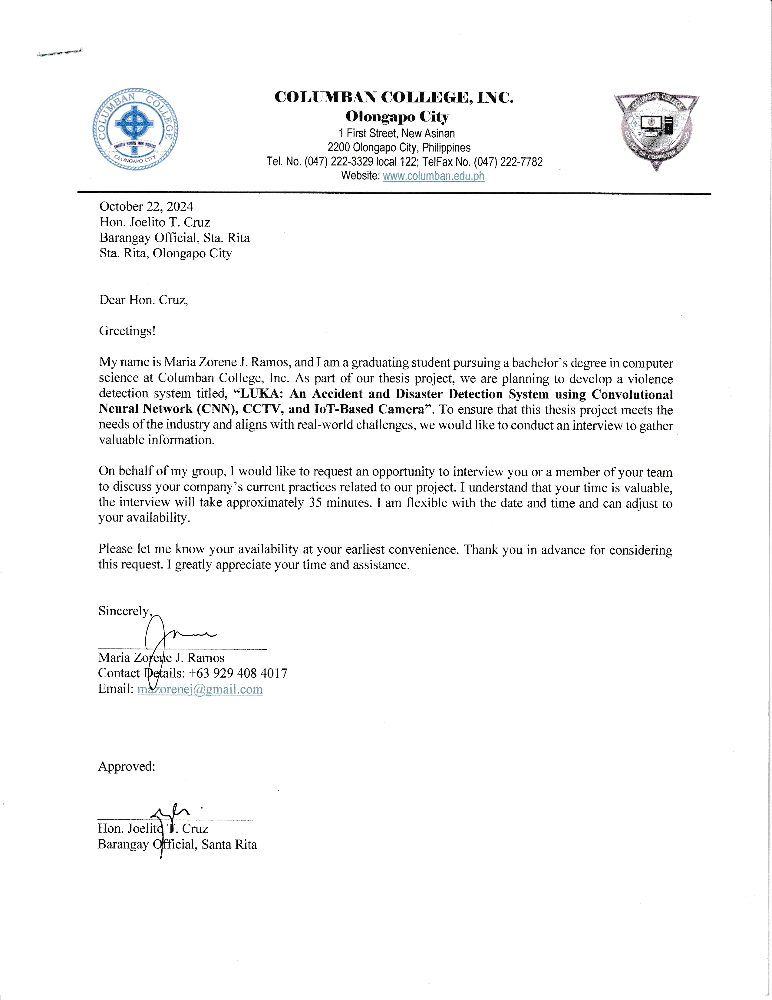 COLUMBAN COLLEGE
CHRISTI SIMUS NON NOSTRI
OLONGAPO CITY
COLUMBAN COLLEGE, INC.
Olongapo City
1 First Street, New Asinan
2200 Olongapo City, Philippines
Tel. No. (047) 222-3329 local 122; TelFax No. (047) 222-7782
Website: www.columban.edu.ph
COLUMBAN COLLEGE
COLLEGE OF COMPUTER STUDIES
October 22, 2024
Hon. Joelito T. Cruz
Barangay Official, Sta. Rita
Sta. Rita, Olongapo City
Dear Hon. Cruz,
Greetings!
My name is Maria Zorene J. Ramos, and I am a graduating student pursuing a bachelor’s degree in computer
science at Columban College, Inc. As part of our thesis project, we are planning to develop a violence
detection system titled, “LUKA: An Accident and Disaster Detection System using Convolutional
Neural Network (CNN), CCTV, and IoT-Based Camera”. To ensure that this thesis project meets the
needs of the industry and aligns with real-world challenges, we would like to conduct an interview to gather
valuable information.
On behalf of my group, I would like to request an opportunity to interview you or a member of your team
to discuss your company’s current practices related to our project. I understand that your time is valuable,
the interview will take approximately 35 minutes. I am flexible with the date and time and can adjust to
your availability.
Please let me know your availability at your earliest convenience. Thank you in advance for considering
this request. I greatly appreciate your time and assistance.
Sincerely,
Maria Zorene J. Ramos
Contact Details: +63 929 408 4017
Email: mazorenej@gmail.com
Approved:
Hon. Joelito T. Cruz
Barangay Official, Santa Rita